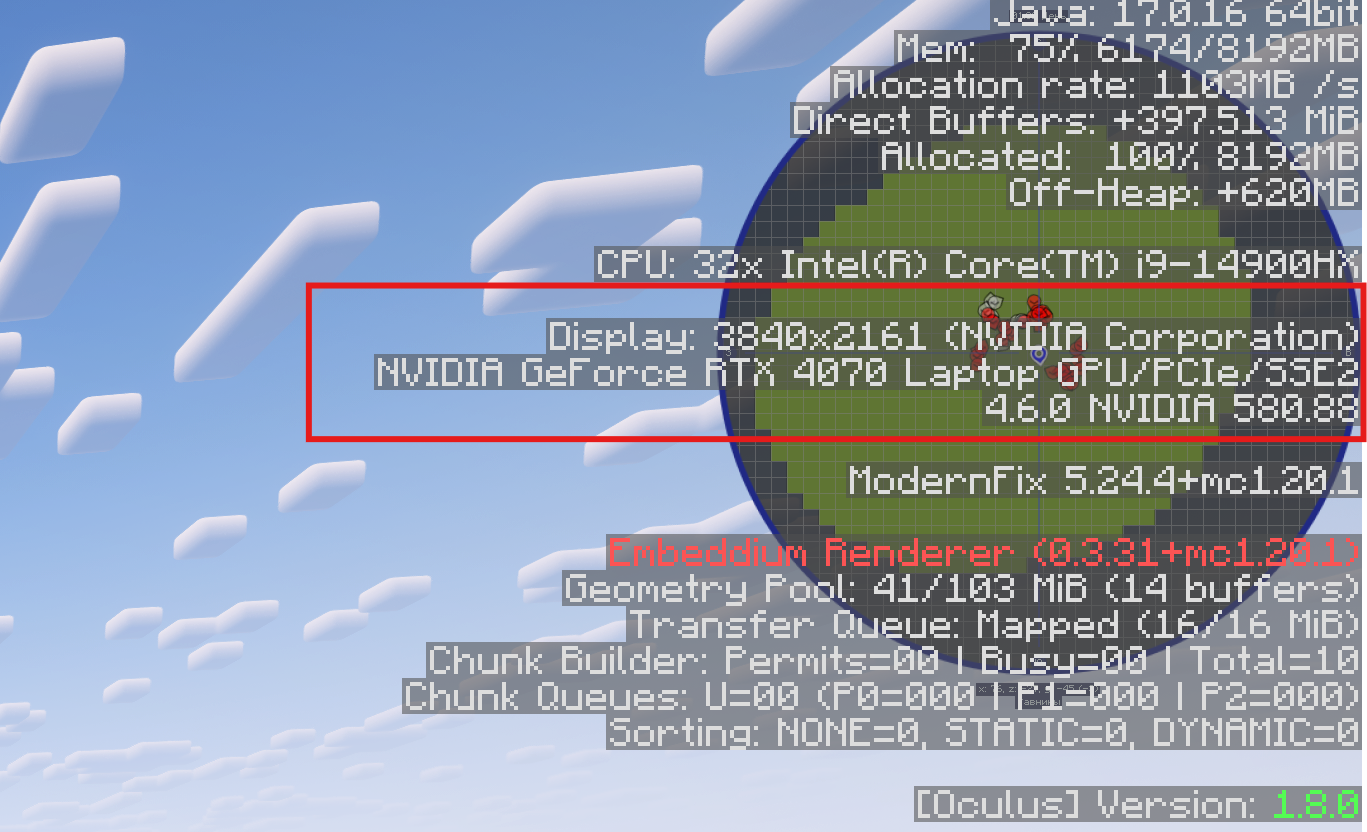 Java: 17.0.16 64bit
Mem: 75% 6174/8192MB
Allocation rate: 1103MB /s
Direct Buffers: +397.513 MiB
Allocated: 100% 8192MB
Off-Heap: +620MB
CPU: 32x Intel(R) Core(TM) i9-14900HX
Display: 3840x2161 (NVIDIA Corporation)
NVIDIA GeForce RTX 4070 Laptop GPU/PCIe/SSE2
4.6.0 NVIDIA 580.88
ModernFix 5.24.4+mc1.20.1
Embeddium Renderer (0.3.31+mc1.20.1)
Geometry Pool: 41/103 MiB (14 buffers)
Transfer Queue: Mapped (16/16 MiB)
Chunk Builder: Permits=00 | Busy=00 | Total=10
Chunk Queues: U=00 (P0=000 | P1=000 | P2=000)
Sorting: NONE=0, STATIC=0, DYNAMIC=0
[Oculus] Version: 1.8.0